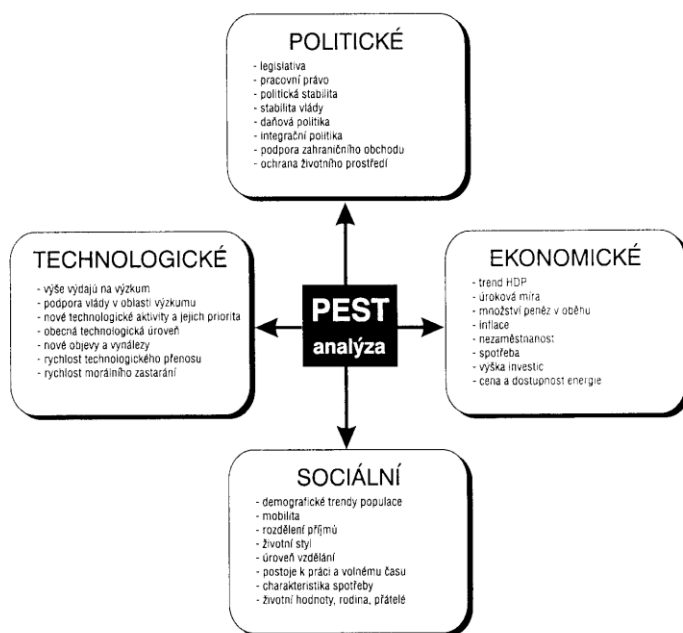 POLITICKÉ
- legislativa
- pracovní právo
- politická stabilita
- stabilita vlády
- daňová politika
- integrační politika
- podpora zahraničního obchodu
- ochrana životního prostředí
TECHNOLOGICKÉ
- výše výdajů na výzkum
- podpora vlády v oblasti výzkumu
- nové technologické aktivity a jejich priorita
- obecná technologická úroveň
- nové objevy a vynálezy
- rychlost technologického přenosu
- rychlost morálního zastarání
PEST
analýza
EKONOMICKÉ
- trend HDP
- úroková míra
- množství peněz v oběhu
- inflace
- nezaměstnanost
- spotřeba
- výška investic
- cena a dostupnost energie
SOCIÁLNÍ
- demografické trendy populace
- mobilita
- rozdělení příjmů
- životní styl
- úroveň vzdělání
- postoje k práci a volnému času
- charakteristika spotřeby
- životní hodnoty, rodina, přátelé